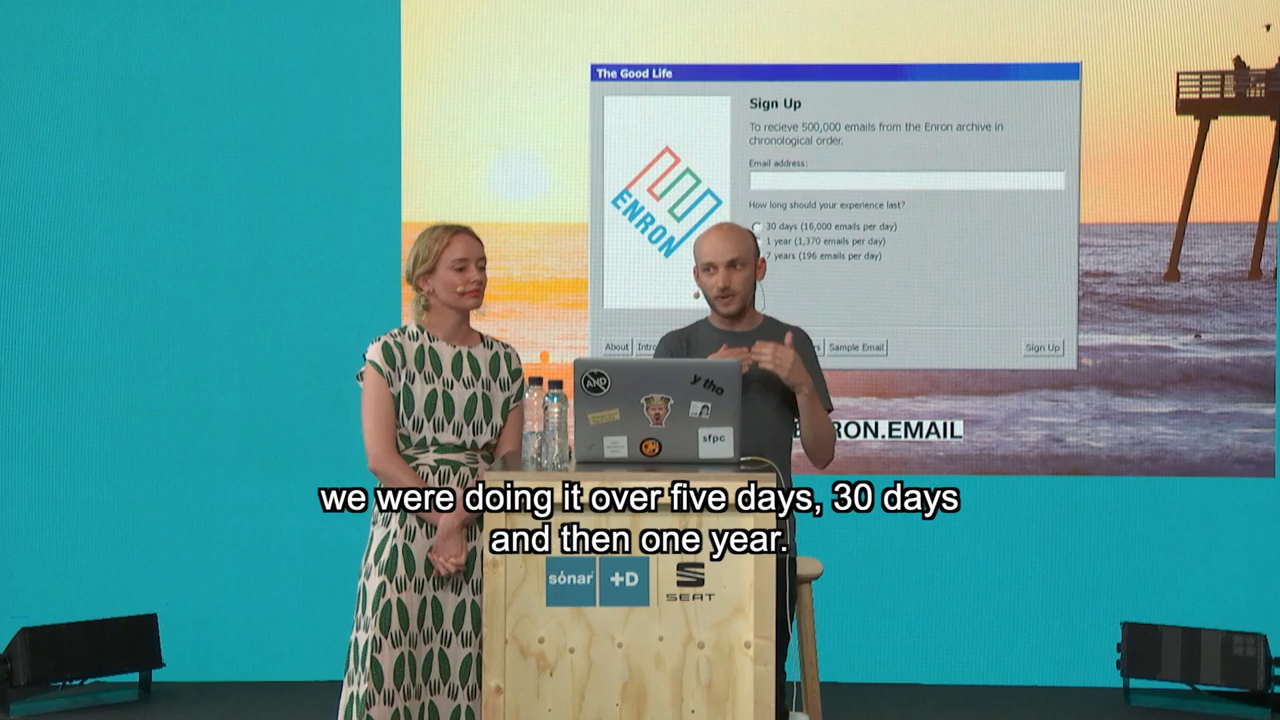 The Good Life
Sign Up
To recieve 500,000 emails from the Enron archive in
chronological order.
Email address:
How long should your experience last?
30 days (16,000 emails per day)
1 year (1,370 emails per day)
7 years (196 emails per day)
ENRON
About
Intro
Sample Email
Sign Up
RON.EMAIL
AND
y tho
sfpc
we were doing it over five days, 30 days
and then one year.
sónar +D
SEAT